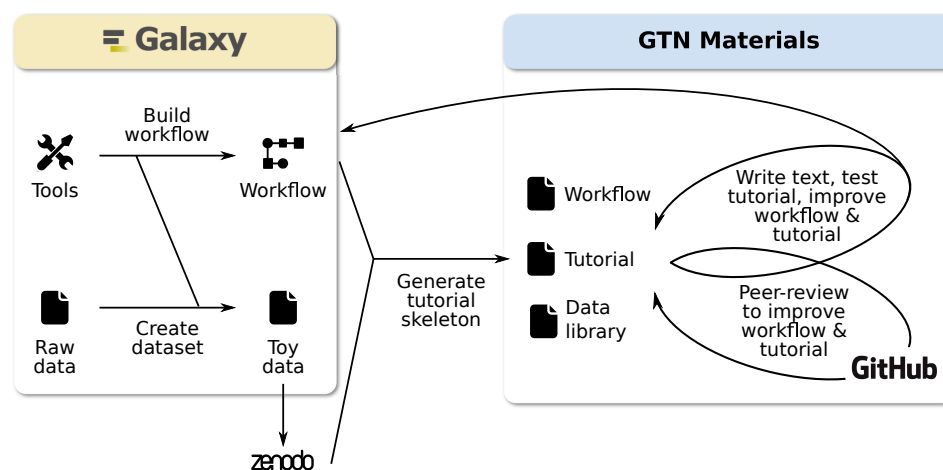 Galaxy
GTN Materials
Build
workflow
Tools
Workflow
Raw
data
Create
dataset
Toy
data
zenodo
Generate
tutorial
skeleton
Workflow
Tutorial
Data
library
Write text, test
tutorial, improve
workflow &
tutorial
Peer-review
to improve
workflow &
tutorial
GitHub